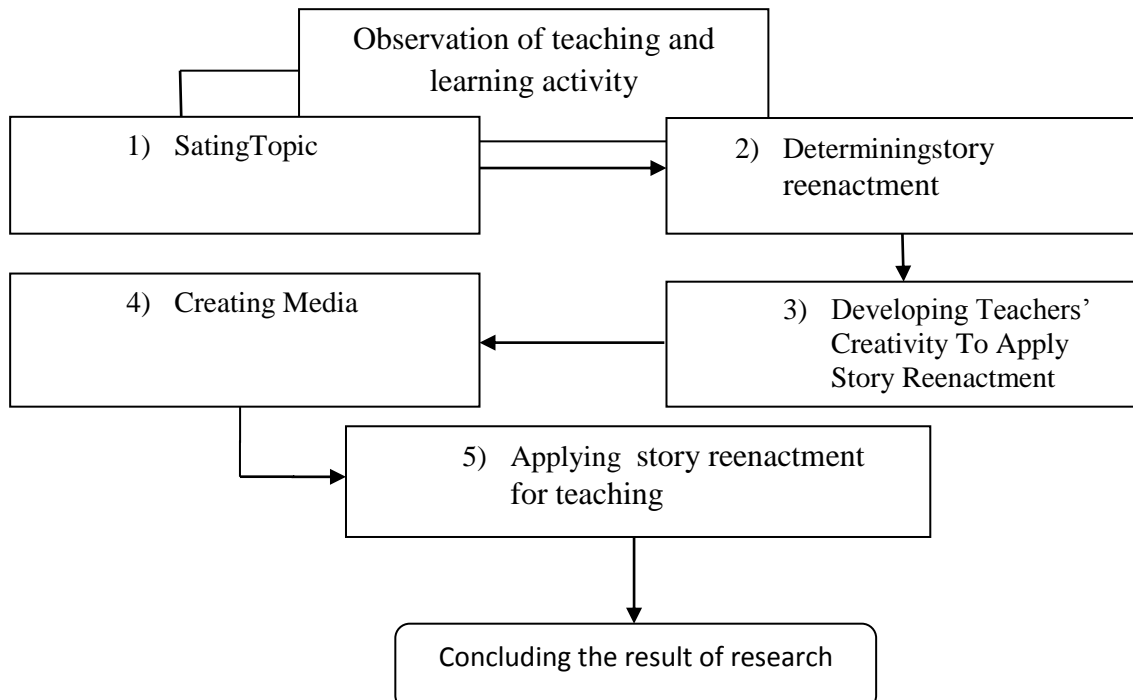 Observation of teaching and
learning activity
1) SatingTopic
2) Determiningstory
reenactment
4) Creating Media
3) Developing Teachers’
Creativity To Apply
Story Reenactment
5) Applying story reenactment
for teaching
Concluding the result of research